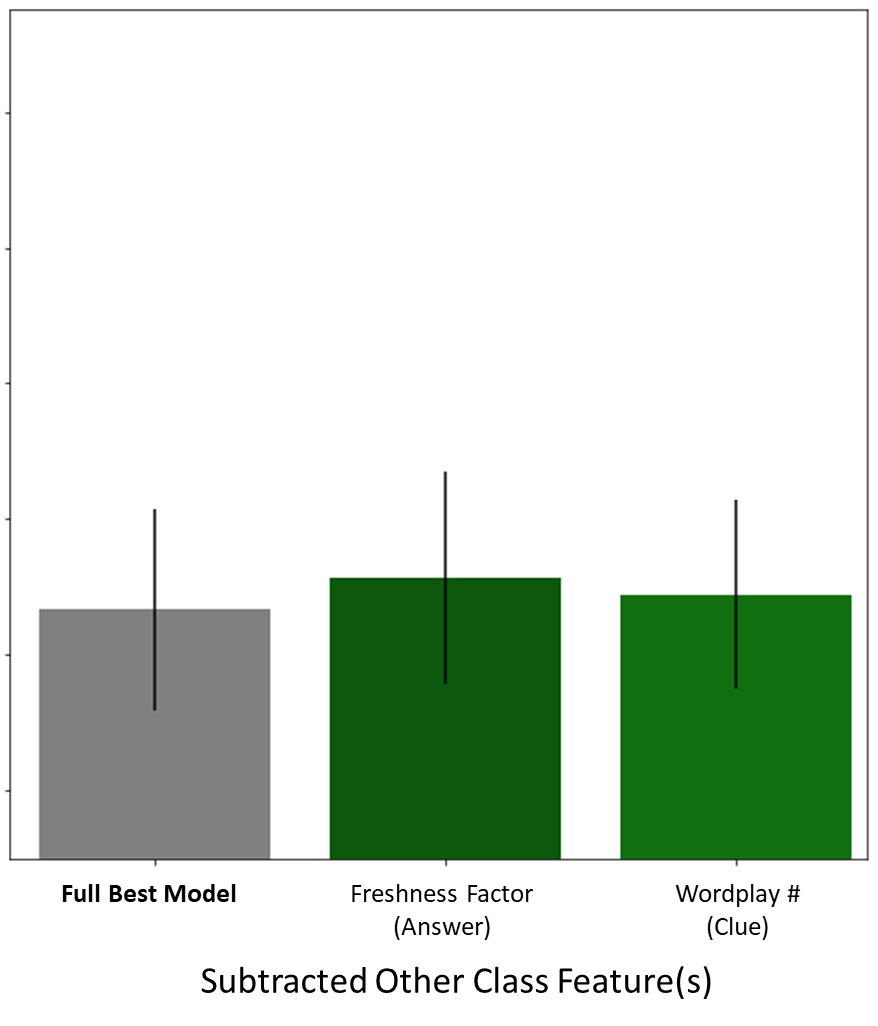 Full Best Model
Freshness Factor
(Answer)
Wordplay #
(Clue)
Subtracted Other Class Feature(s)